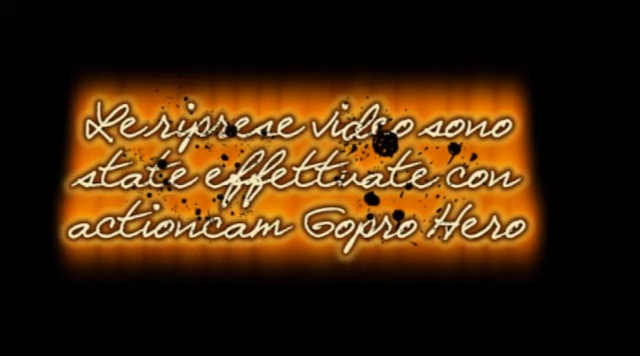 Le riprese video sono
state effettuate con
actioncam Gopro Hero